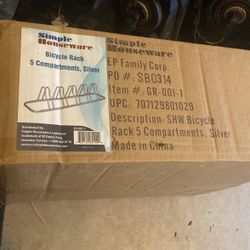 Simple
Houseware
Bicycle Rack
5 Compartments, Silver
Simple
Houseware
EP Family Corp.
PO #: SB0314
Item #: GR-001-1
UPC: 707129801029
Description: SHW Bicycle
Rack 5 Compartments, Silver
Made in China